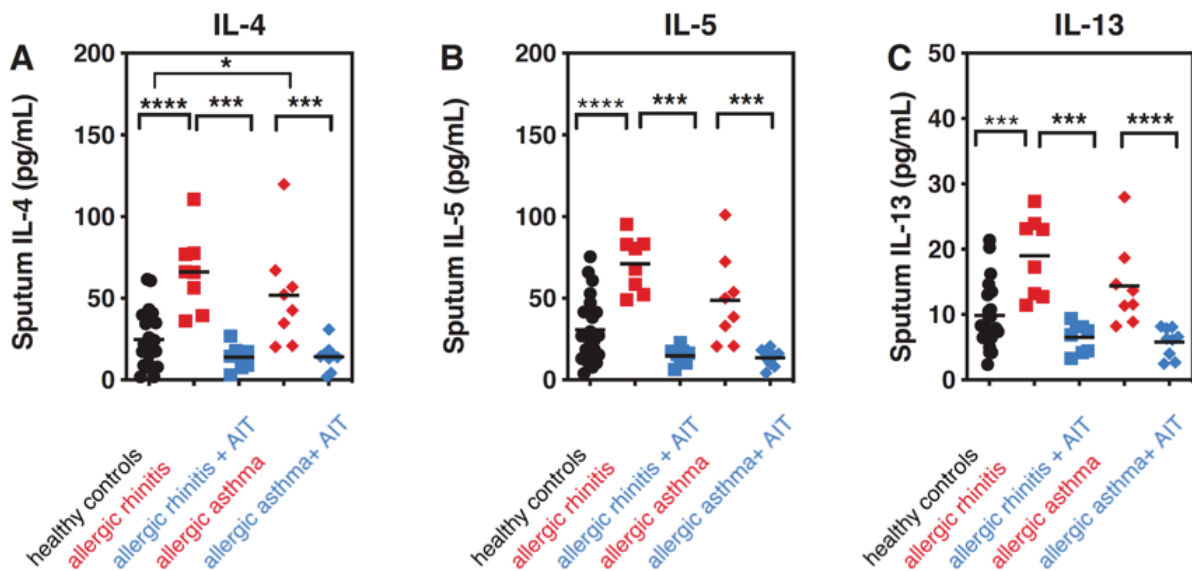 A
IL-4
Sputum IL-4 (pg/mL)
200
150
100
50
0
*
**** *** ***
healthy controls
allergic rhinitis
allergic rhinitis + AIT
allergic asthma
allergic asthma+ AIT
B
IL-5
Sputum IL-5 (pg/mL)
200
150
100
50
0
**** *** ***
healthy controls
allergic rhinitis
allergic rhinitis + AIT
allergic asthma
allergic asthma+ AIT
C
IL-13
Sputum IL-13 (pg/mL)
50
40
30
20
10
0
*** *** ****
healthy controls
allergic rhinitis
allergic rhinitis + AIT
allergic asthma
allergic asthma+ AIT